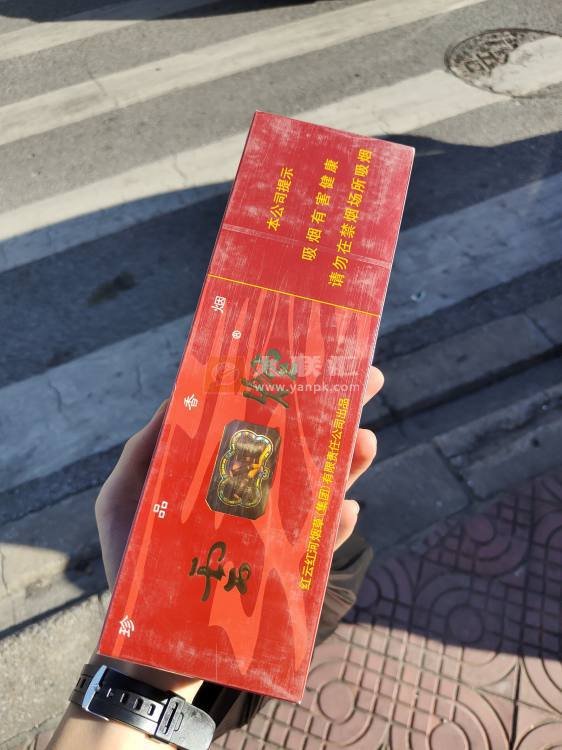 本公司提示
吸烟有害健康
请勿在禁烟场所吸烟
云烟
®
珍品香烟
红云红河烟草(集团)有限责任公司出品
www.yanpk.com